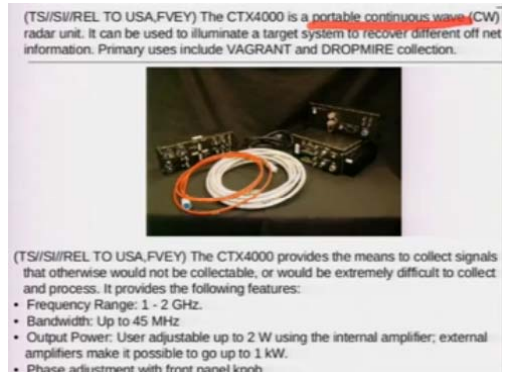 (TS//SI//REL TO USA,FVEY) The CTX4000 is a portable continuous wave (CW)
radar unit. It can be used to illuminate a target system to recover different off net
information. Primary uses include VAGRANT and DROPMIRE collection.
(TS//SI//REL TO USA,FVEY) The CTX4000 provides the means to collect signals
that otherwise would not be collectable, or would be extremely difficult to collect
and process. It provides the following features:
• Frequency Range: 1 - 2 GHz.
• Bandwidth: Up to 45 MHz
• Output Power: User adjustable up to 2 W using the internal amplifier; external
amplifiers make it possible to go up to 1 kW.
• Phase adjustment with front panel knob